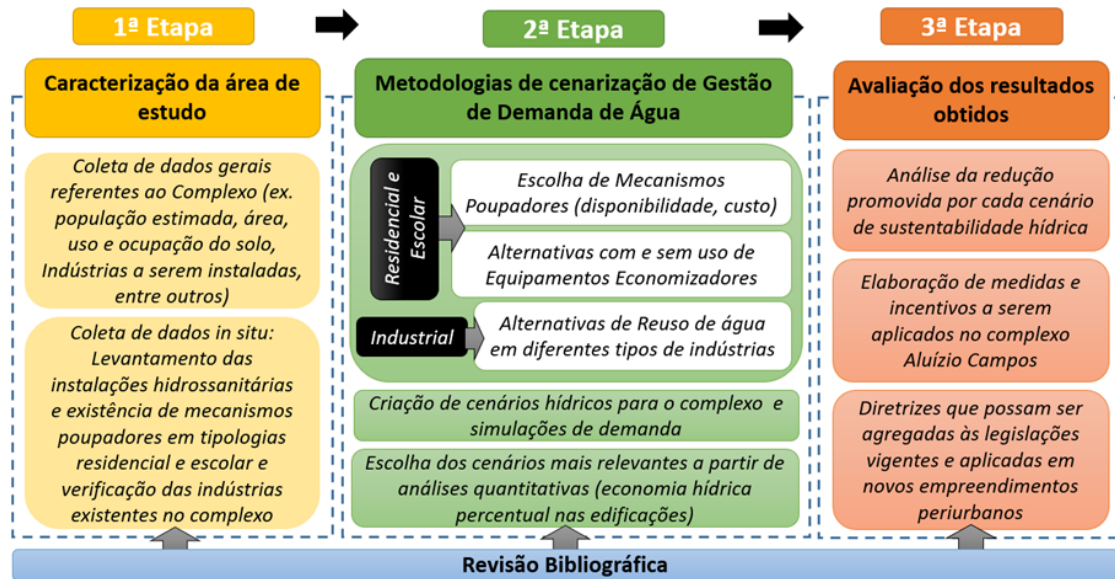 1ª Etapa
2ª Etapa
3ª Etapa
Caracterização da área de
estudo
Coleta de dados gerais
referentes ao Complexo (ex.
população estimada, área,
uso e ocupação do solo,
Indústrias a serem instaladas,
entre outros)
Coleta de dados in situ:
Levantamento das
instalações hidrossanitárias
e existência de mecanismos
poupadores em tipologias
residencial e escolar e
verificação das indústrias
existentes no complexo
Metodologias de cenarização de Gestão
de Demanda de Água
Residencial e
Escolar
Escolha de Mecanismos
Poupadores (disponibilidade, custo)
Alternativas com e sem uso de
Equipamentos Economizadores
Industrial
Alternativas de Reuso de água
em diferentes tipos de indústrias
Criação de cenários hídricos para o complexo e
simulações de demanda
Escolha dos cenários mais relevantes a partir de
análises quantitativas (economia hídrica
percentual nas edificações)
Avaliação dos resultados
obtidos
Análise da redução
promovida por cada cenário
de sustentabilidade hídrica
Elaboração de medidas e
incentivos a serem
aplicados no complexo
Aluízio Campos
Diretrizes que possam ser
agregadas às legislações
vigentes e aplicadas em
novos empreendimentos
periurbanos
Revisão Bibliográfica